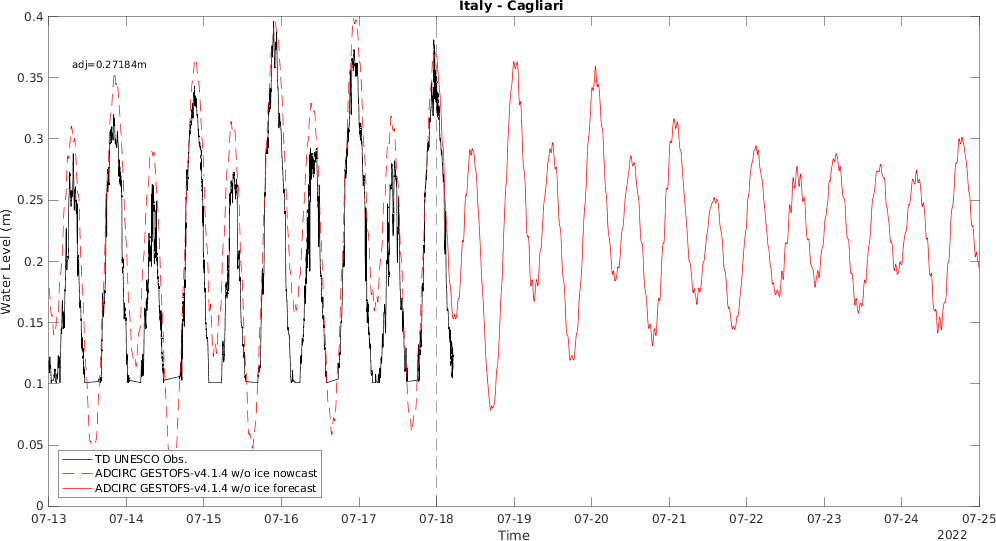 Italy - Cagliari
adj=0.27184m
0.4
0.35
0.3
0.25
0.2
0.15
0.1
0.05
0
Water Level (m)
TD UNESCO Obs.
ADCIRC GESTOFS-v4.1.4 w/o ice nowcast
ADCIRC GESTOFS-v4.1.4 w/o ice forecast
07-13 07-14 07-15 07-16 07-17 07-18 07-19 07-20 07-21 07-22 07-23 07-24 07-25
Time
2022